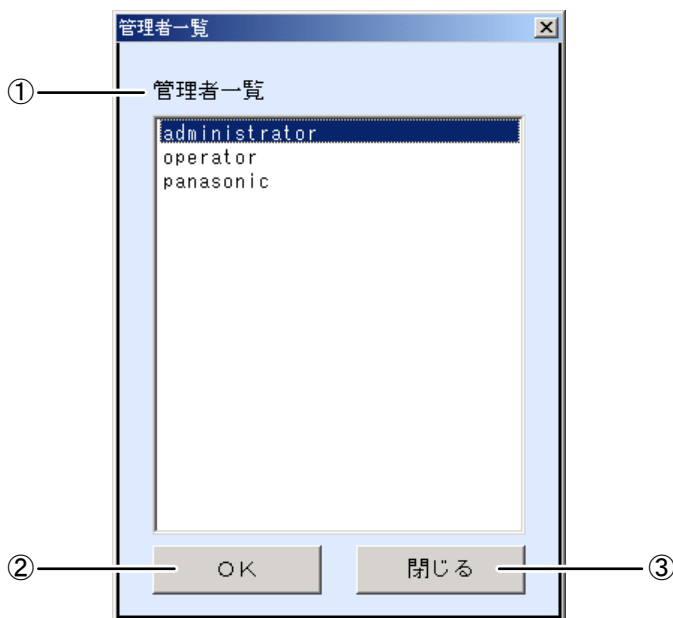 管理者一覧
① 管理者一覧
administrator
operator
panasonic
② OK 閉じる ③